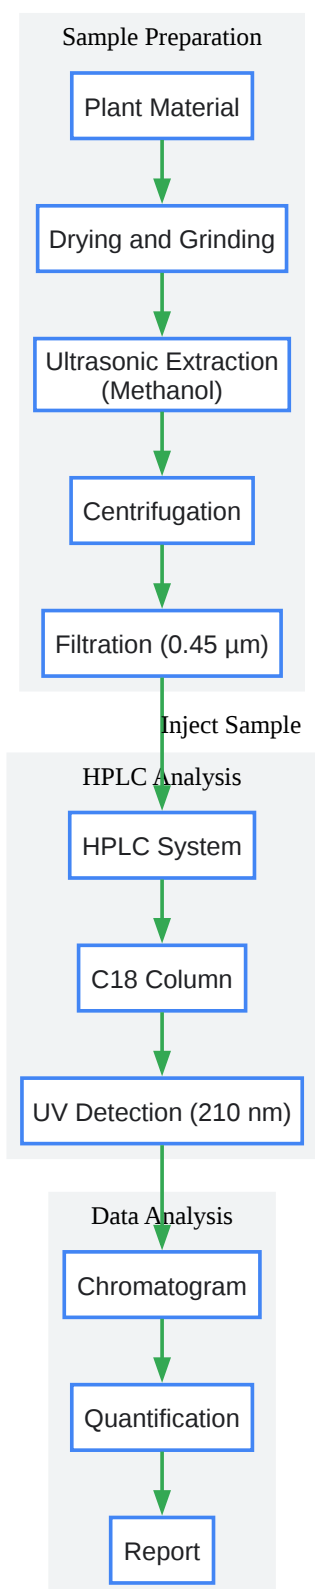 Sample Preparation
Plant Material
Drying and Grinding
Ultrasonic Extraction
(Methanol)
Centrifugation
Filtration (0.45 µm)
Inject Sample
HPLC Analysis
HPLC System
C18 Column
UV Detection (210 nm)
Data Analysis
Chromatogram
Quantification
Report